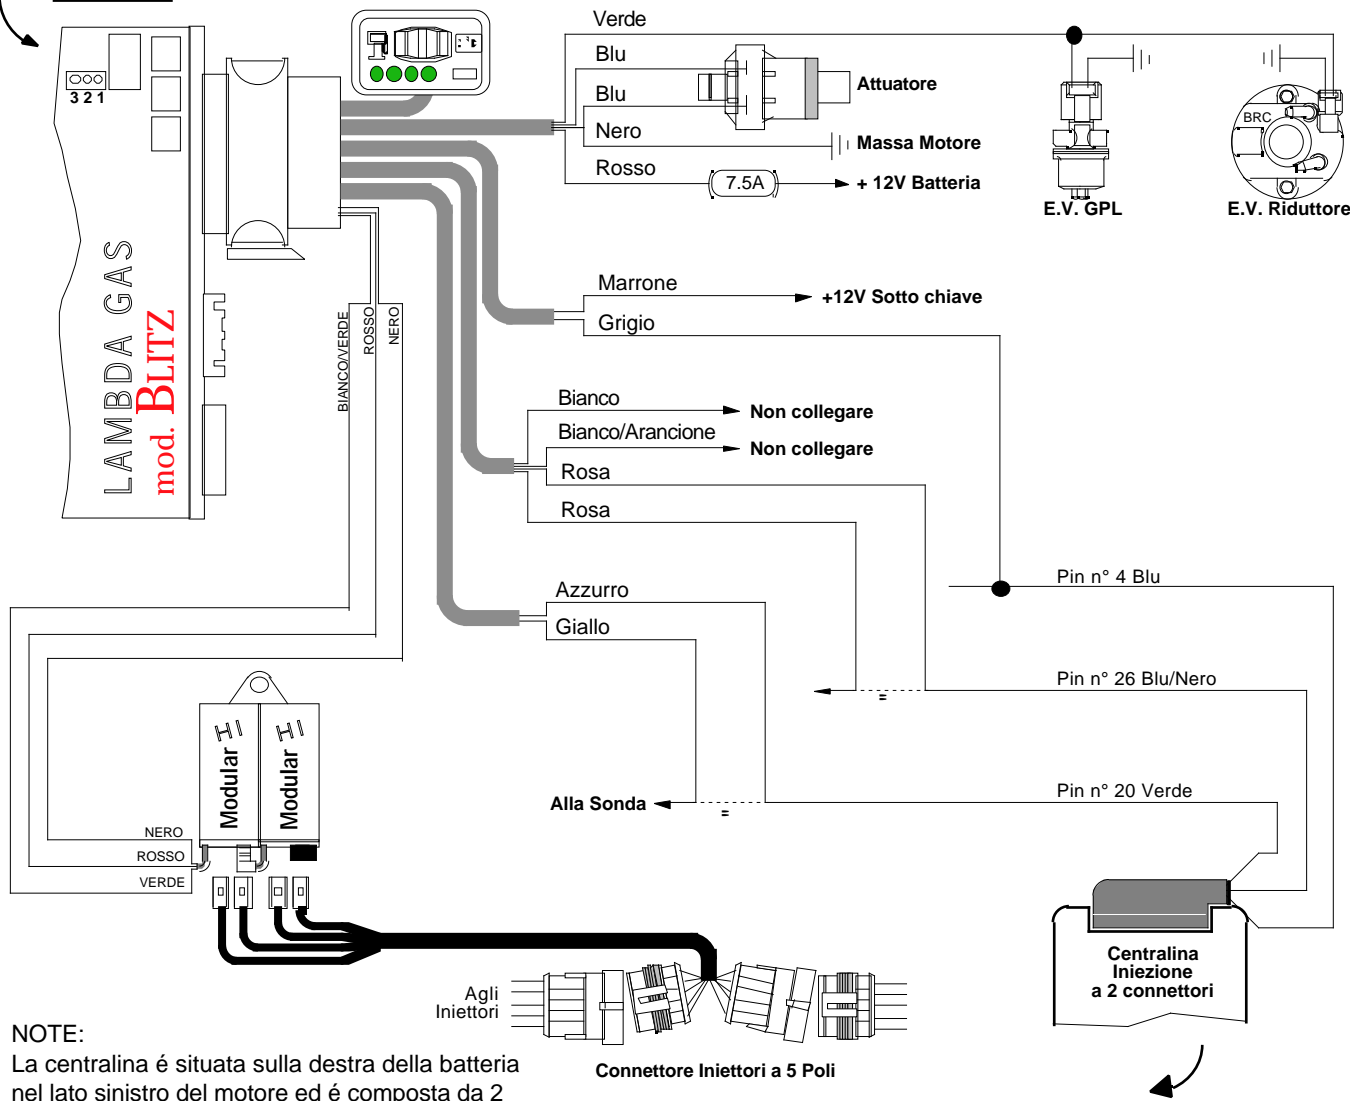 3 2 1
LAMBDA GAS
mod. BLITZ
Verde
Blu
Blu
Nero
Rosso
7.5A
Attuatore
Massa Motore
+ 12V Batteria
BRC
E.V. GPL
E.V. Riduttore
Marrone
+12V Sotto chiave
Grigio
BIANCO/VERDE
ROSSO
NERO
Bianco
Non collegare
Bianco/Arancione
Non collegare
Rosa
Rosa
Azzurro
Giallo
Pin n° 4 Blu
Pin n° 26 Blu/Nero
=
Pin n° 20 Verde
Alla Sonda
=
Modular HI
Modular HI
NERO
ROSSO
VERDE
Centralina
Iniezione
a 2 connettori
Agli
Iniettori
Connettore Iniettori a 5 Poli
NOTE:
La centralina é situata sulla destra della batteria
nel lato sinistro del motore ed é composta da 2